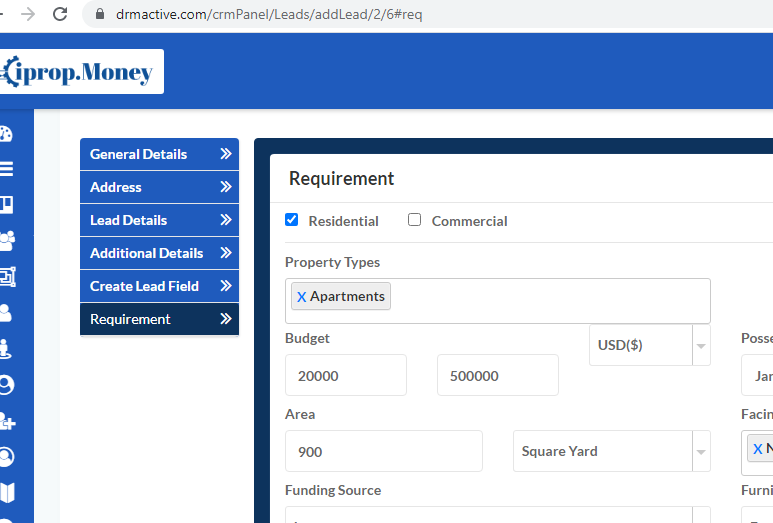 drmactive.com/crmPanel/Leads/addLead/2/6#req
iprop.Money
General Details
Address
Lead Details
Additional Details
Create Lead Field
Requirement
Requirement
Residential Commercial
Property Types
X Apartments
Budget
USD($)
20000 500000
Posse
Jan
Area
900 Square Yard
Facin
X N
Funding Source
Furni